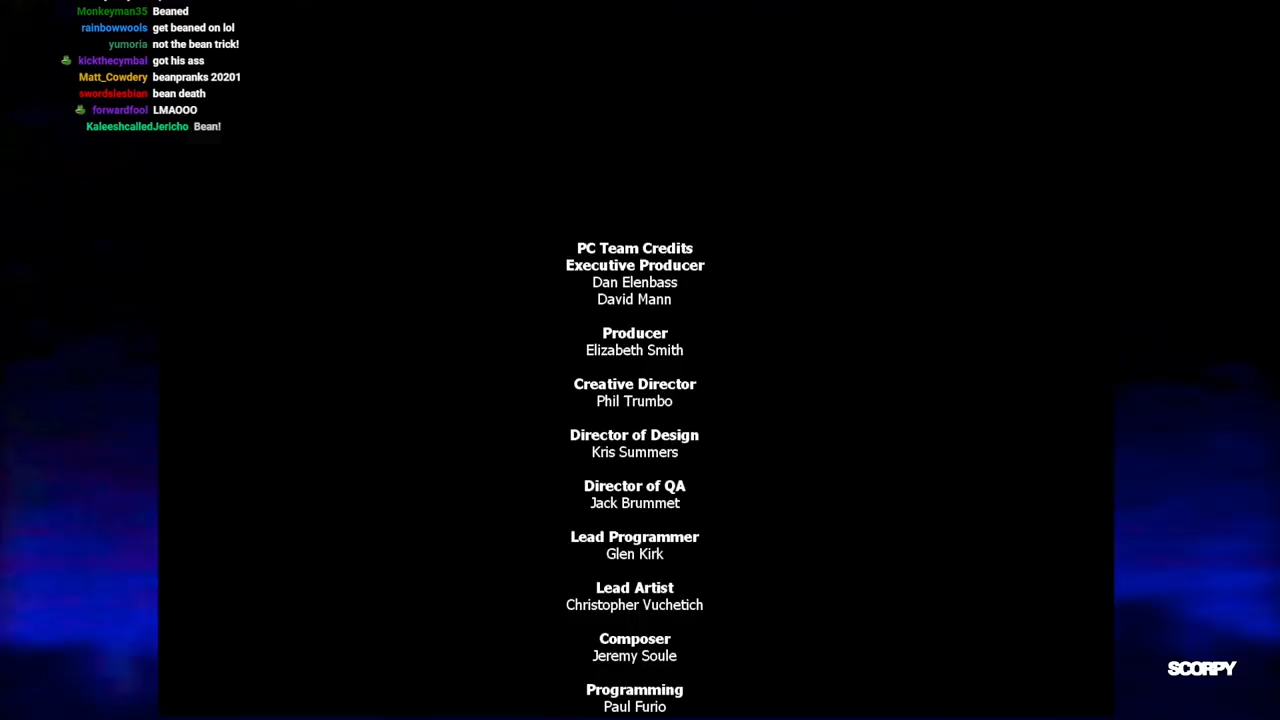 Monkeyman35 Beaned
rainbowwools get beaned on lol
yumoria not the bean trick!
kickthecymbal got his ass
Matt_Cowdery beanpranks 20201
swordslesbian bean death
forwardfool LMAOOO
KaleeshcalledJericho Bean!
PC Team Credits
Executive Producer
Dan Elenbass
David Mann
Producer
Elizabeth Smith
Creative Director
Phil Trumbo
Director of Design
Kris Summers
Director of QA
Jack Brummet
Lead Programmer
Glen Kirk
Lead Artist
Christopher Vuchetich
Composer
Jeremy Soule
Programming
Paul Furio
SCORPY